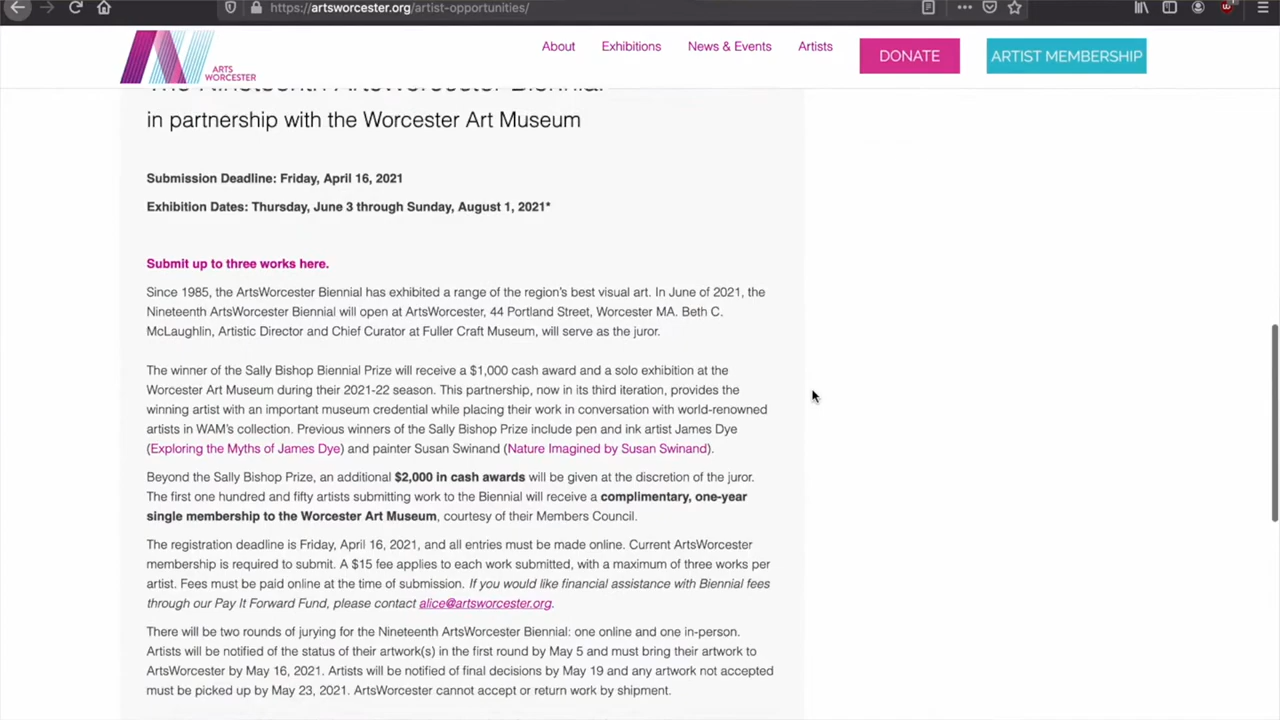 https://artsworcester.org/artist-opportunities/
ARTS
WORCESTER
About
Exhibitions
News & Events
Artists
DONATE
ARTIST MEMBERSHIP
The Nineteenth ArtsWorcester Biennial
in partnership with the Worcester Art Museum
Submission Deadline: Friday, April 16, 2021
Exhibition Dates: Thursday, June 3 through Sunday, August 1, 2021*
Submit up to three works here.
Since 1985, the ArtsWorcester Biennial has exhibited a range of the region's best visual art. In June of 2021, the
Nineteenth ArtsWorcester Biennial will open at ArtsWorcester, 44 Portland Street, Worcester MA. Beth C.
McLaughlin, Artistic Director and Chief Curator at Fuller Craft Museum, will serve as the juror.
The winner of the Sally Bishop Biennial Prize will receive a $1,000 cash award and a solo exhibition at the
Worcester Art Museum during their 2021-22 season. This partnership, now in its third iteration, provides the
winning artist with an important museum credential while placing their work in conversation with world-renowned
artists in WAM's collection. Previous winners of the Sally Bishop Prize include pen and ink artist James Dye
(Exploring the Myths of James Dye) and painter Susan Swinand (Nature Imagined by Susan Swinand).
Beyond the Sally Bishop Prize, an additional $2,000 in cash awards will be given at the discretion of the juror.
The first one hundred and fifty artists submitting work to the Biennial will receive a complimentary, one-year
single membership to the Worcester Art Museum, courtesy of their Members Council.
The registration deadline is Friday, April 16, 2021, and all entries must be made online. Current ArtsWorcester
membership is required to submit. A $15 fee applies to each work submitted, with a maximum of three works per
artist. Fees must be paid online at the time of submission. If you would like financial assistance with Biennial fees
through our Pay It Forward Fund, please contact alice@artsworcester.org.
There will be two rounds of jurying for the Nineteenth ArtsWorcester Biennial: one online and one in-person.
Artists will be notified of the status of their artwork(s) in the first round by May 5 and must bring their artwork to
ArtsWorcester by May 16, 2021. Artists will be notified of final decisions by May 19 and any artwork not accepted
must be picked up by May 23, 2021. ArtsWorcester cannot accept or return work by shipment.